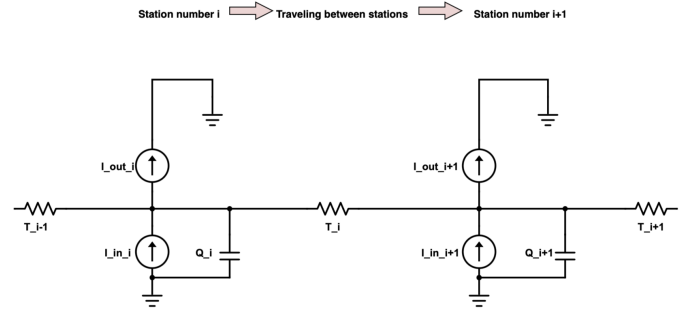 Station number i
Traveling between stations
Station number i+1
I_out_i
I_out_i+1
T_i-1
T_i
T_i+1
I_in_i
Q_i
I_in_i+1
Q_i+1